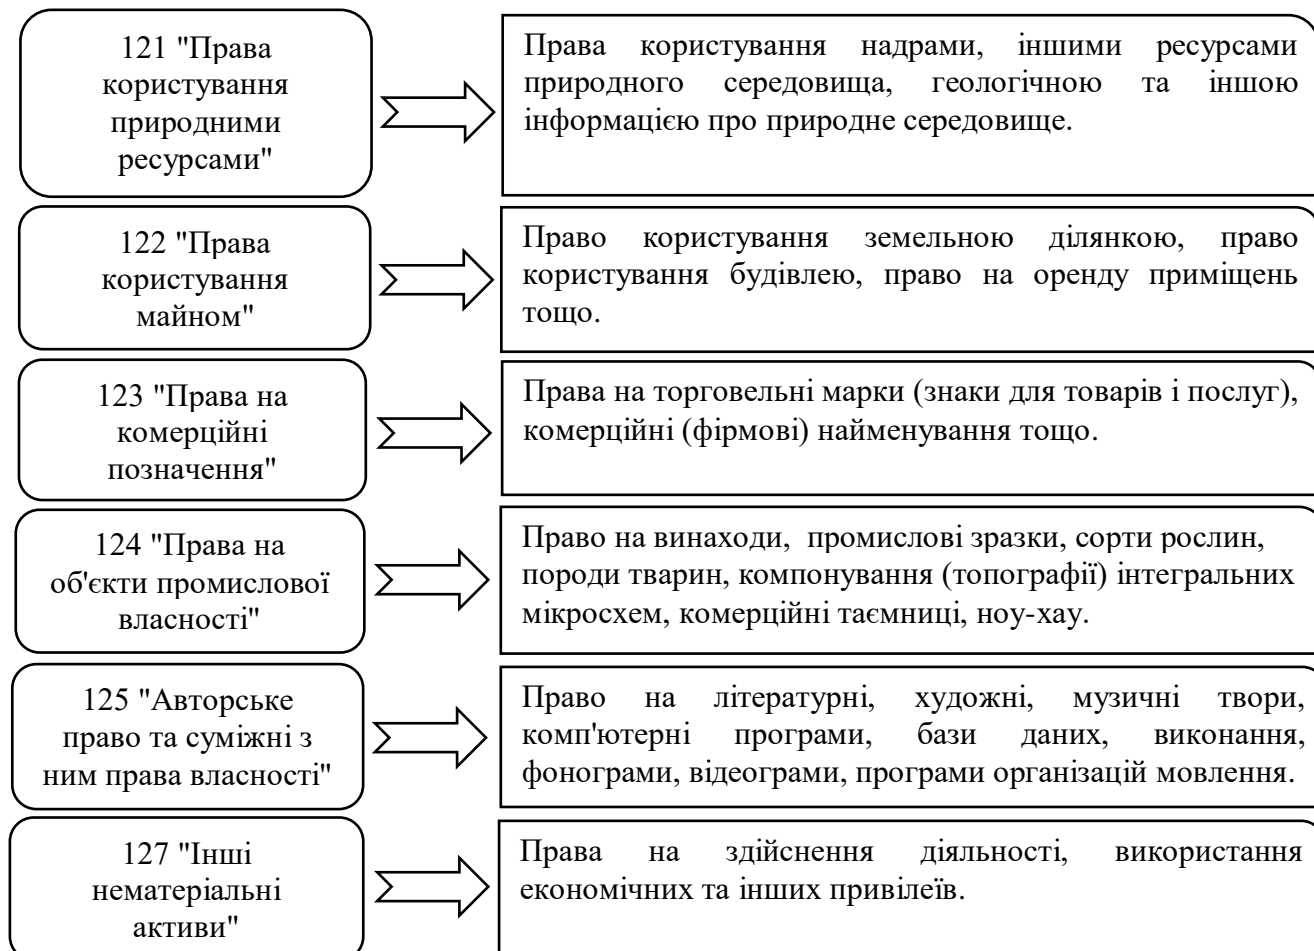 121 "Права
користування
природними
ресурсами"
Права користування надрами, іншими ресурсами
природного середовища, геологічною та іншою
інформацією про природне середовище.
122 "Права
користування
майном"
Право користування земельною ділянкою, право
користування будівлею, право на оренду приміщень
тощо.
123 "Права на
комерційні
позначення"
Права на торговельні марки (знаки для товарів і послуг),
комерційні (фірмові) найменування тощо.
124 "Права на
об'єкти промислової
власності"
Право на винаходи, промислові зразки, сорти рослин,
породи тварин, компонування (топографії) інтегральних
мікросхем, комерційні таємниці, ноу-хау.
125 "Авторське
право та суміжні з
ним права власності"
Право на літературні, художні, музичні твори,
комп'ютерні програми, бази даних, виконання,
фонограми, відеограми, програми організацій мовлення.
127 "Інші
нематеріальні
активи"
Права на здійснення діяльності, використання
економічних та інших привілеїв.